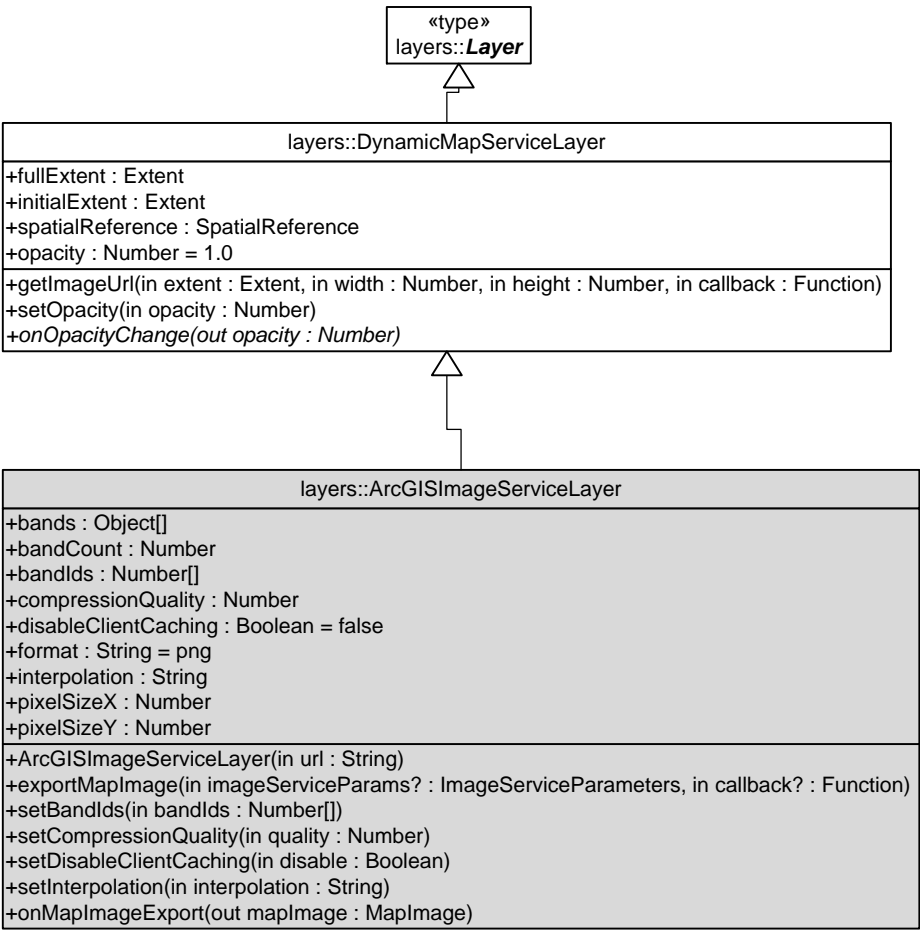 «type»
layers::Layer
layers::DynamicMapServiceLayer
+fullExtent : Extent
+initialExtent : Extent
+spatialReference : SpatialReference
+opacity : Number = 1.0
+getImageUrl(in extent : Extent, in width : Number, in height : Number, in callback : Function)
+setOpacity(in opacity : Number)
+onOpacityChange(out opacity : Number)
layers::ArcGISImageServiceLayer
+bands : Object[]
+bandCount : Number
+bandIds : Number[]
+compressionQuality : Number
+disableClientCaching : Boolean = false
+format : String = png
+interpolation : String
+pixelSizeX : Number
+pixelSizeY : Number
+ArcGISImageServiceLayer(in url : String)
+exportMapImage(in imageServiceParams? : ImageServiceParameters, in callback? : Function)
+setBandIds(in bandIds : Number[])
+setCompressionQuality(in quality : Number)
+setDisableClientCaching(in disable : Boolean)
+setInterpolation(in interpolation : String)
+onMapImageExport(out mapImage : MapImage)